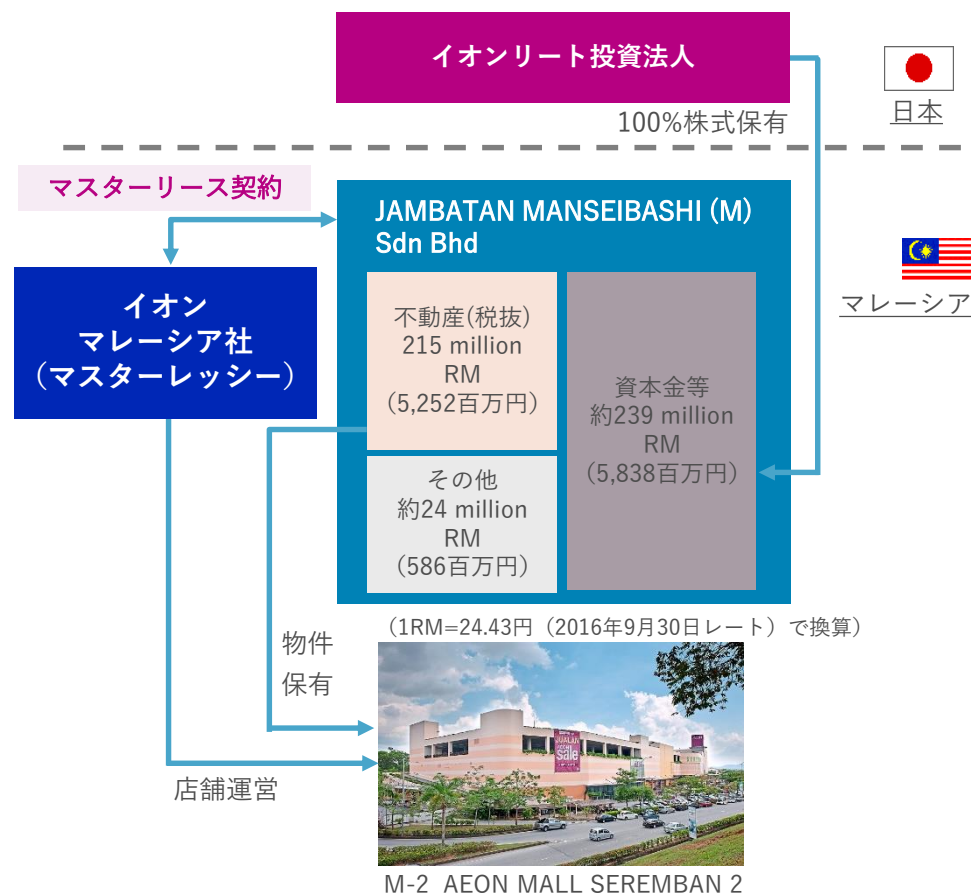 イオンリート投資法人
日本
100%株式保有
マスターリース契約
JAMBATAN MANSEIBASHI (M)
Sdn Bhd
マレーシア
イオン
マレーシア社
（マスターレッシー）
不動産(税抜)
215 million
RM
(5,252百万円)
資本金等
約239 million
RM
(5,838百万円)
その他
約24 million
RM
(586百万円)
（1RM=24.43円（2016年9月30日レート）で換算）
物件
保有
JUALAN
sale
店舗運営
M-2 AEON MALL SEREMBAN 2